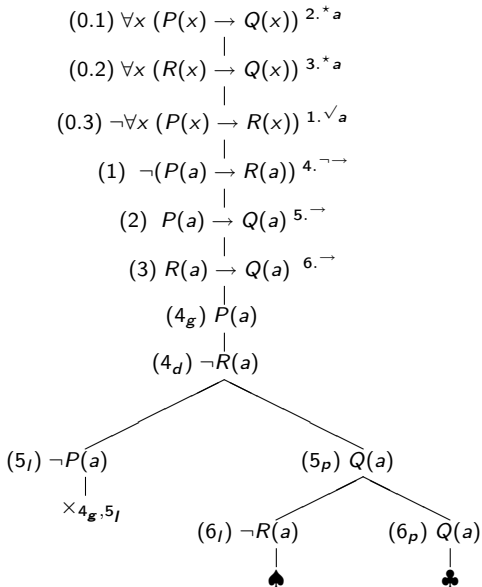 (0.1) ∀x (P(x) → Q(x)) 2.*a
(0.2) ∀x (R(x) → Q(x)) 3.*a
(0.3) ¬∀x (P(x) → R(x)) 1.√a
(1) ¬(P(a) → R(a)) 4.¬→
(2) P(a) → Q(a) 5.→
(3) R(a) → Q(a) 6.→
(4g) P(a)
(4d) ¬R(a)
(5l) ¬P(a) (5p) Q(a)
×4g,5l
(6l) ¬R(a) (6p) Q(a)
♠ ♣